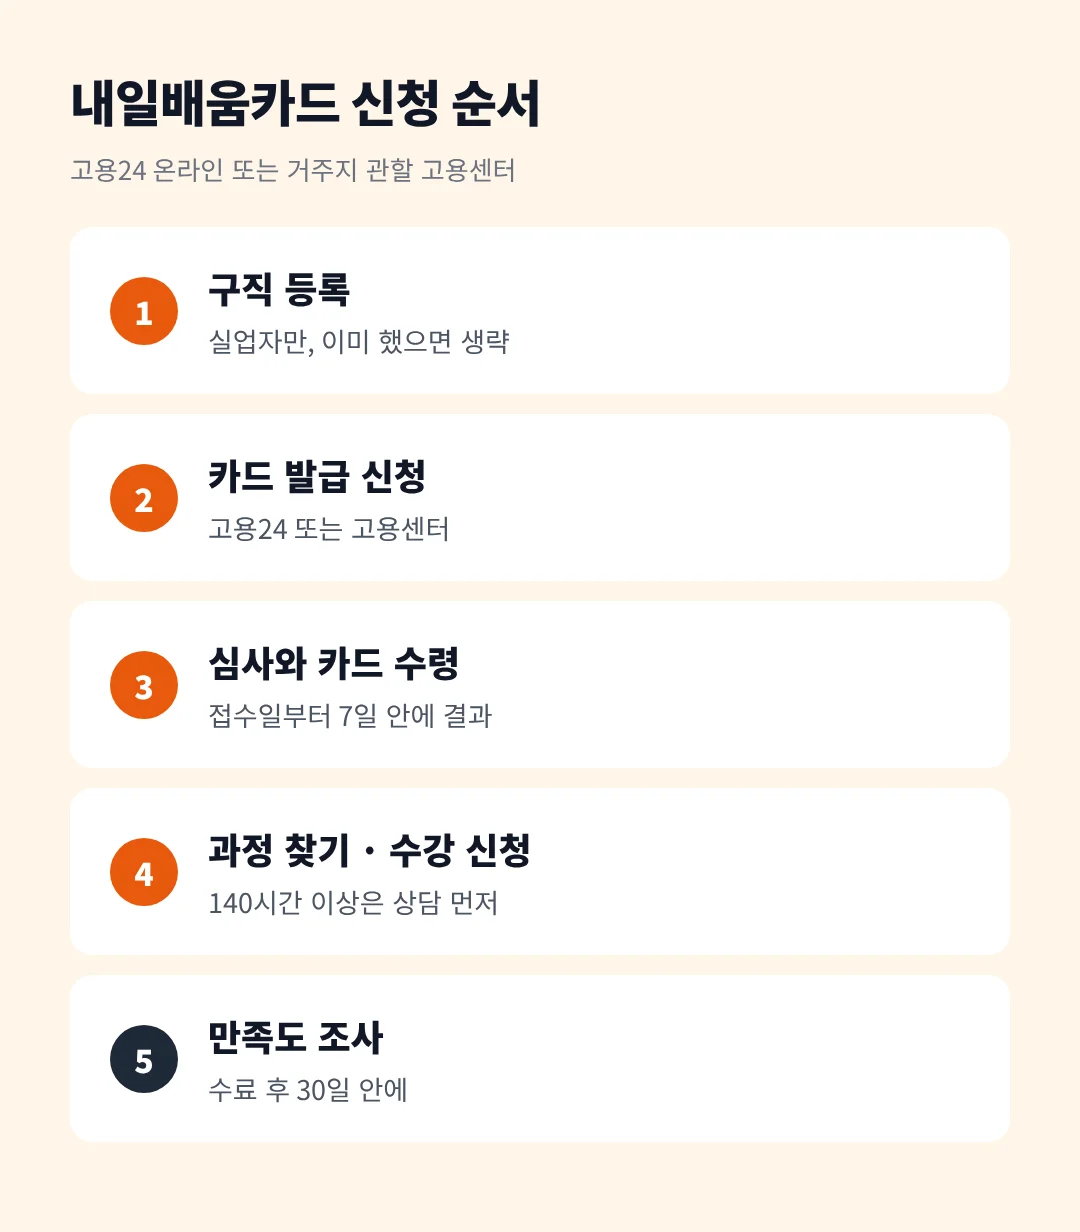 내일배움카드 신청 순서
고용24 온라인 또는 거주지 관할 고용센터
1
구직 등록
실업자만, 이미 했으면 생략
2
카드 발급 신청
고용24 또는 고용센터
3
심사와 카드 수령
접수일부터 7일 안에 결과
4
과정 찾기 · 수강 신청
140시간 이상은 상담 먼저
5
만족도 조사
수료 후 30일 안에